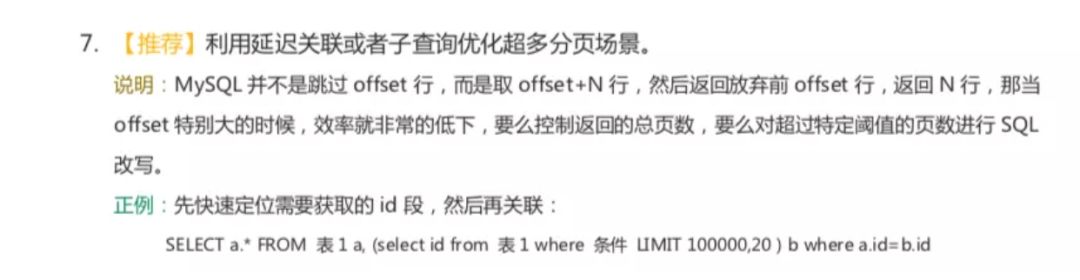 7. 【推荐】利用延迟关联或者子查询优化超多分页场景。
说明：MySQL 并不是跳过 offset 行，而是取 offset+N 行，然后返回放弃前 offset 行，返回 N 行，那当
offset 特别大的时候，效率就非常的低下，要么控制返回的总页数，要么对超过特定阈值的页数进行 SQL
改写。
正例：先快速定位需要获取的 id 段，然后再关联：
SELECT a.* FROM 表 1 a, (select id from 表 1 where 条件 LIMIT 100000,20 ) b where a.id=b.id